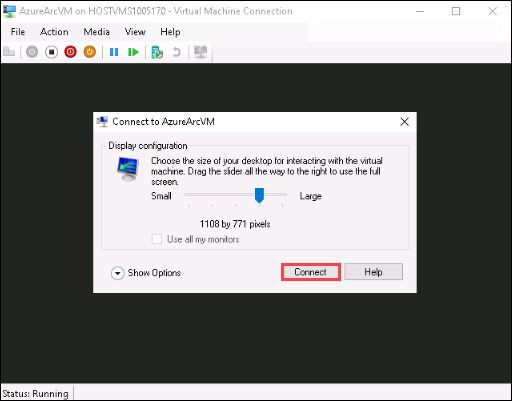 AzureArcVM on HOSTVMS1005170 - Virtual Machine Connection
File Action Media View Help
Connect to AzureArcVM
Display configuration
Choose the size of your desktop for interacting with the virtual
machine. Drag the slider all the way to the right to use the full
screen.
Small Large
1108 by 771 pixels
Use all my monitors
Show Options Connect Help
Status: Running